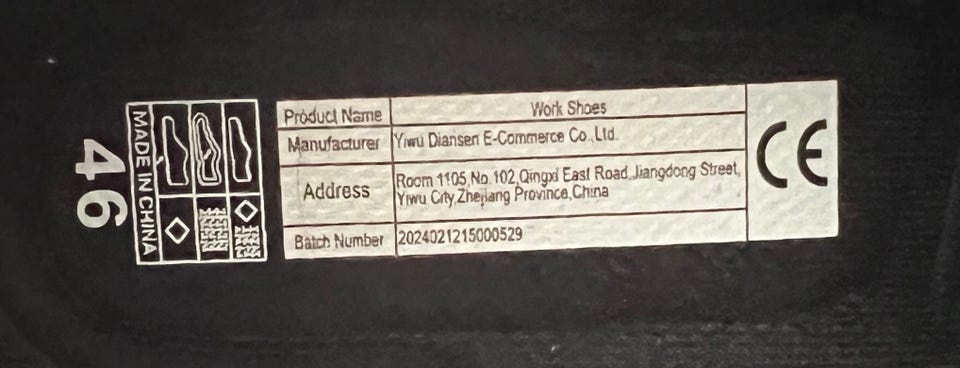 46
MADE IN CHINA
Product Name Work Shoes
Manufacturer Yiwu Diansen E-Commerce Co.,Ltd.
Address Room 1105,No.102,Qingxi East Road,Jiangdong Street,
Yiwu City,Zhejiang Province,China
Batch Number 2024021215000529
CE